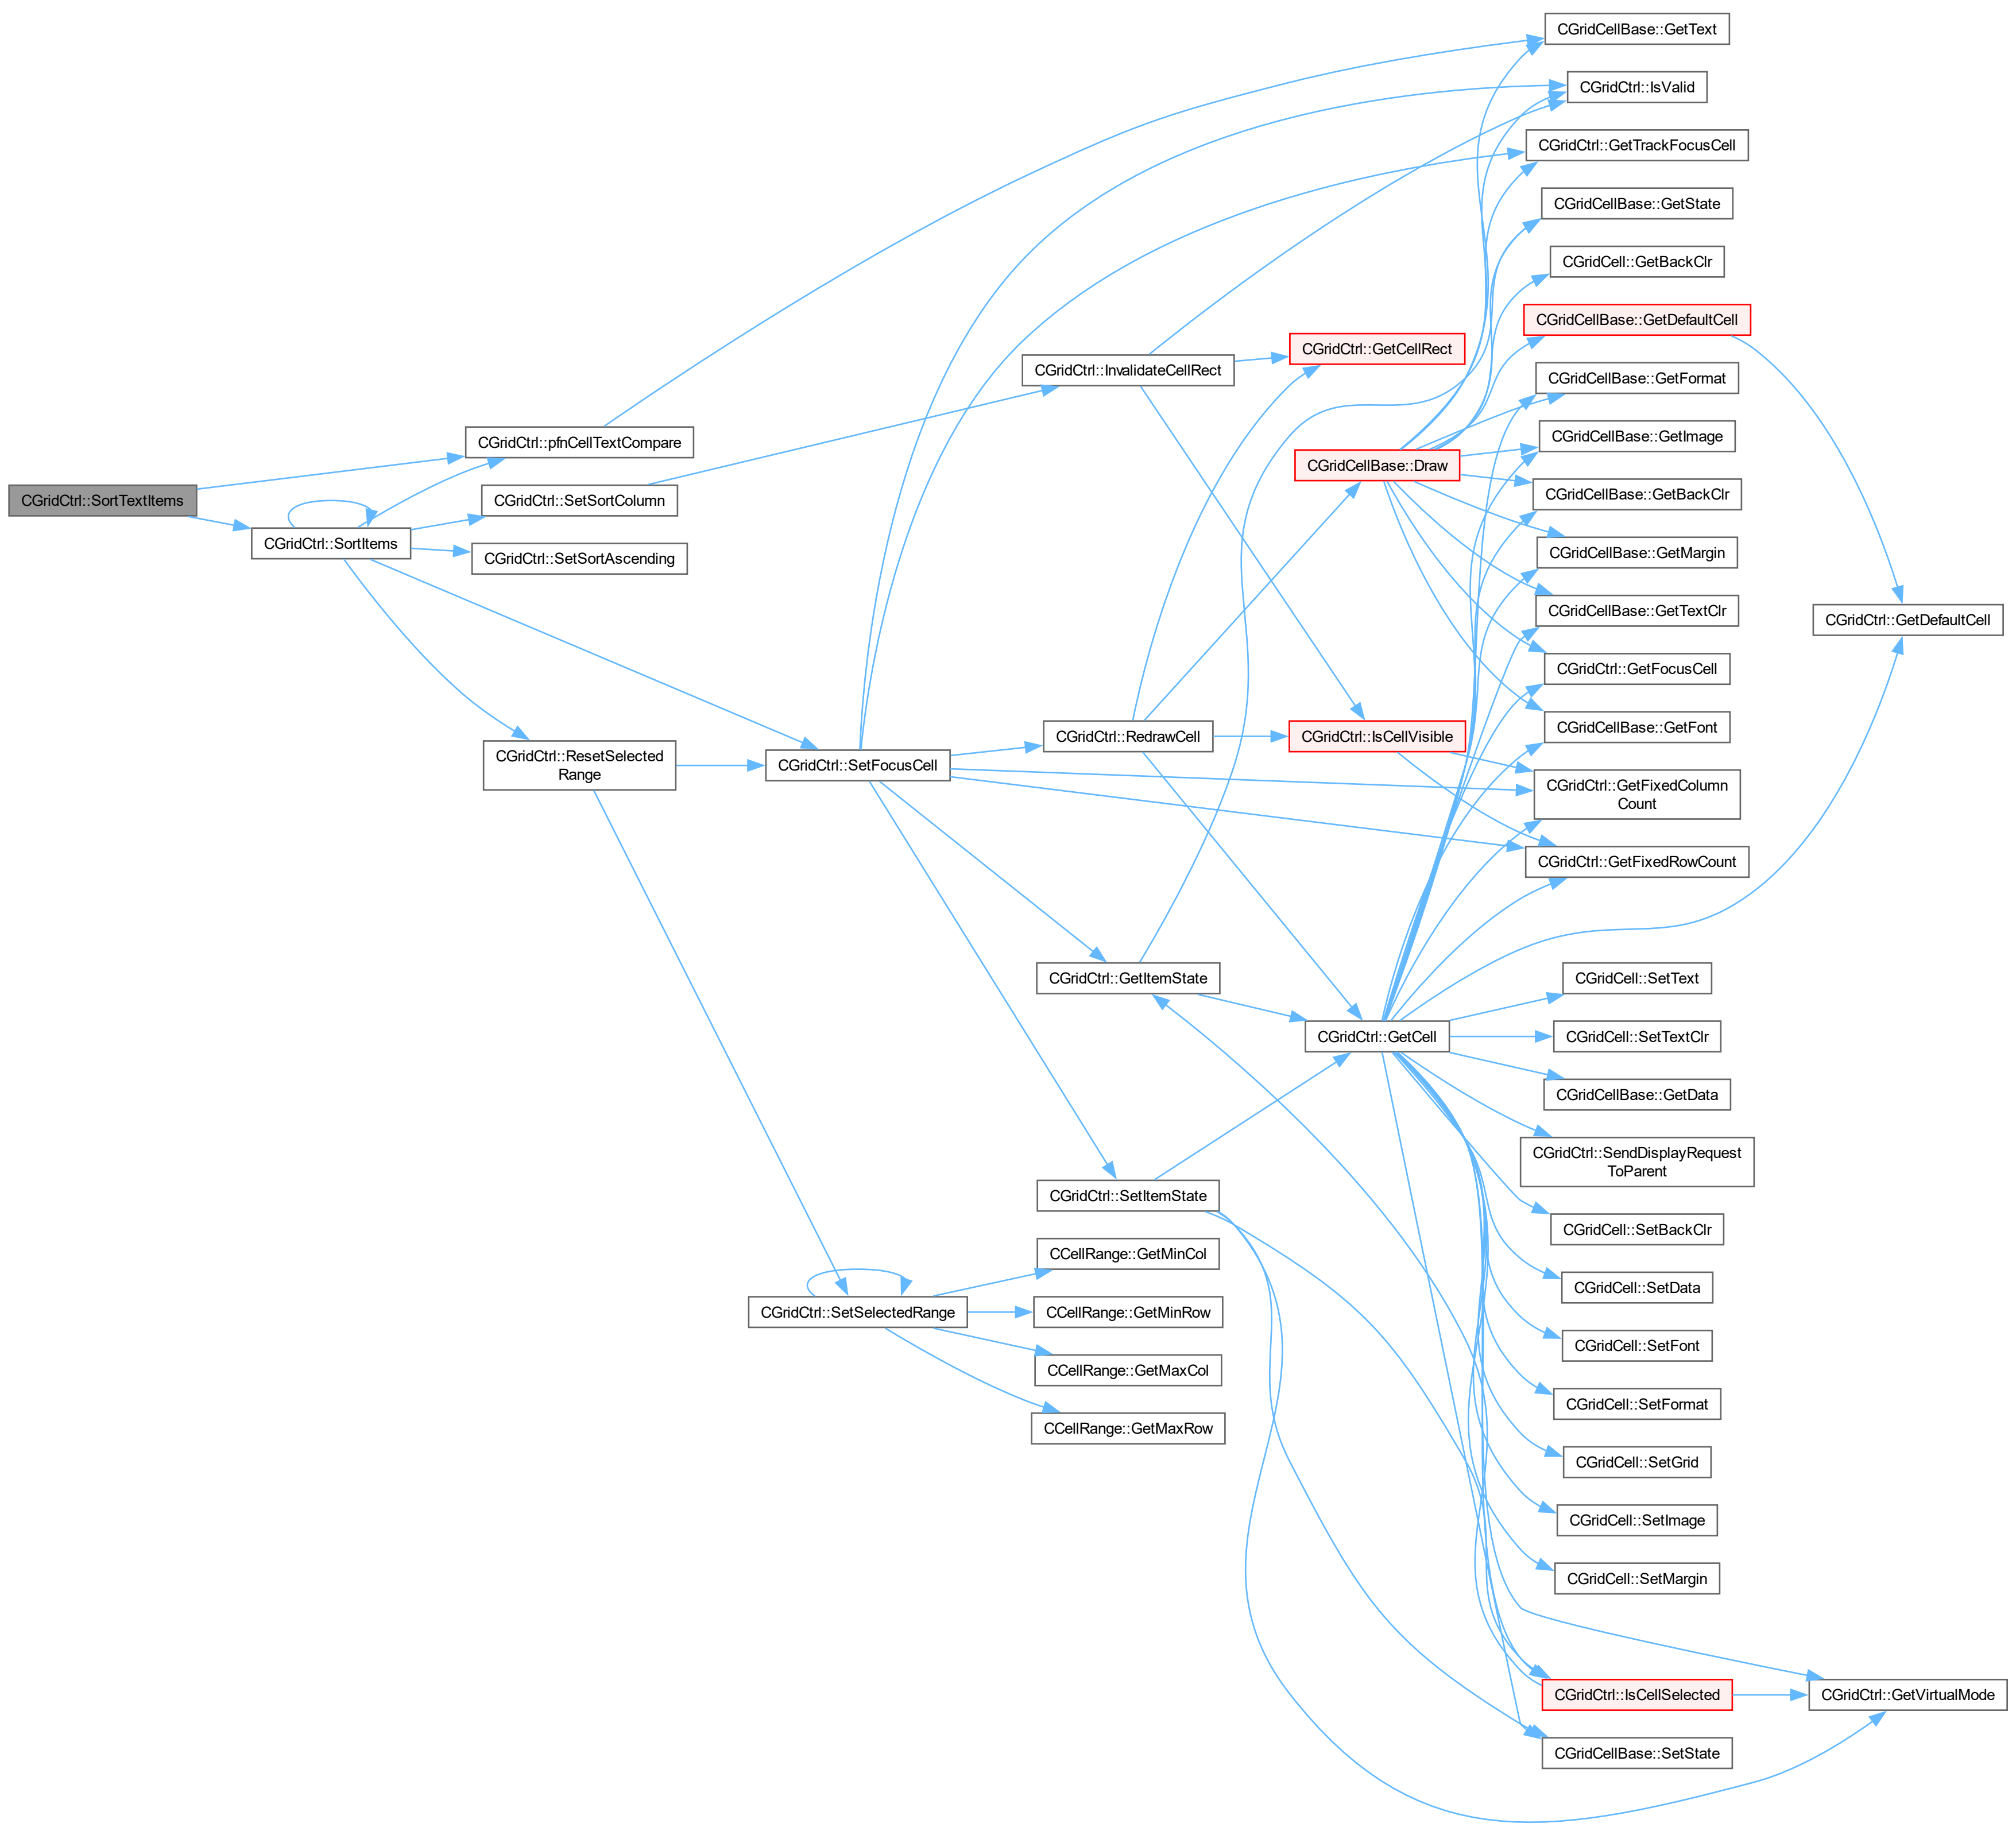 CGridCtrl::SortTextItems
CGridCtrl::pfnCellTextCompare
CGridCtrl::SortItems
CGridCtrl::SetSortColumn
CGridCtrl::SetSortAscending
CGridCtrl::ResetSelected
Range
CGridCtrl::SetFocusCell
CGridCtrl::SetSelectedRange
CGridCtrl::InvalidateCellRect
CGridCtrl::RedrawCell
CGridCtrl::GetItemState
CGridCtrl::SetItemState
CCellRange::GetMinCol
CCellRange::GetMinRow
CCellRange::GetMaxCol
CCellRange::GetMaxRow
CGridCtrl::GetCellRect
CGridCellBase::Draw
CGridCtrl::IsCellVisible
CGridCtrl::GetCell
CGridCellBase::GetText
CGridCtrl::IsValid
CGridCtrl::GetTrackFocusCell
CGridCellBase::GetState
CGridCell::GetBackClr
CGridCellBase::GetDefaultCell
CGridCellBase::GetFormat
CGridCellBase::GetImage
CGridCellBase::GetBackClr
CGridCellBase::GetMargin
CGridCellBase::GetTextClr
CGridCtrl::GetFocusCell
CGridCellBase::GetFont
CGridCtrl::GetFixedColumn
Count
CGridCtrl::GetFixedRowCount
CGridCell::SetText
CGridCell::SetTextClr
CGridCellBase::GetData
CGridCtrl::SendDisplayRequest
ToParent
CGridCell::SetBackClr
CGridCell::SetData
CGridCell::SetFont
CGridCell::SetFormat
CGridCell::SetGrid
CGridCell::SetImage
CGridCell::SetMargin
CGridCtrl::IsCellSelected
CGridCellBase::SetState
CGridCtrl::GetDefaultCell
CGridCtrl::GetVirtualMode